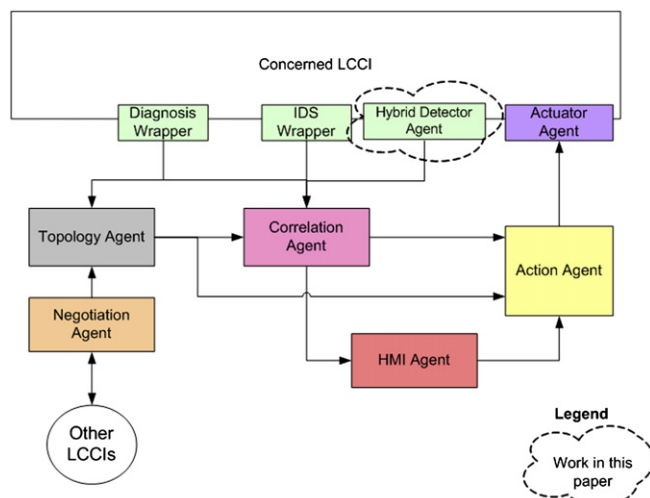 Concerned LCCI
Diagnosis
Wrapper
IDS
Wrapper
Hybrid Detector
Agent
Actuator
Agent
Topology Agent
Correlation
Agent
Action Agent
Negotiation
Agent
HMI Agent
Other
LCCIs
Legend
Work in this
paper